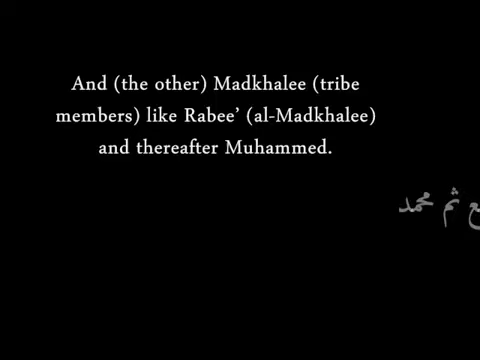 And (the other) Madkhalee (tribe
members) like Rabee’ (al-Madkhalee)
and thereafter Muhammed.
ثم محمد